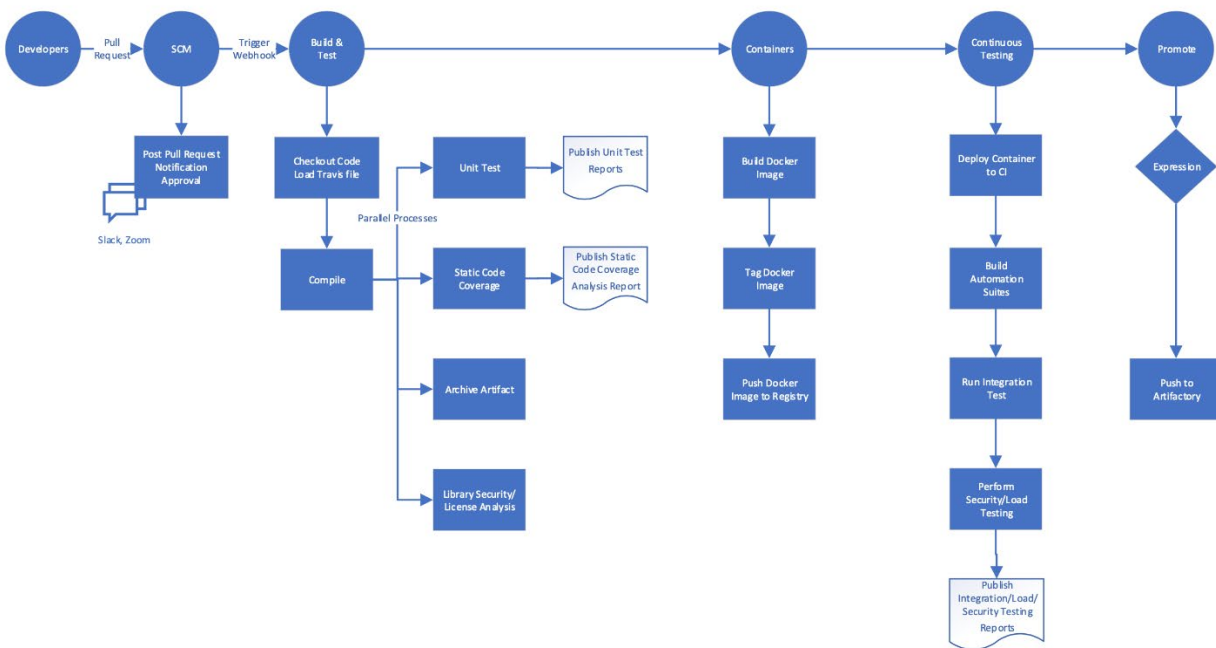 Developers
Pull
Request
SCM
Trigger
Webhook
Build &
Test
Containers
Continuous
Testing
Promote
Post Pull Request
Notification
Approval
Slack, Zoom
Checkout Code
Load Travis file
Compile
Parallel Processes
Unit Test
Publish Unit Test
Reports
Static Code
Coverage
Publish Static
Code Coverage
Analysis Report
Archive Artifact
Library Security/
License Analysis
Build Docker
Image
Tag Docker
Image
Push Docker
Image to Registry
Deploy Container
to CI
Build
Automation
Suites
Run Integration
Test
Perform
Security/Load
Testing
Publish
Integration/Load/
Security Testing
Reports
Expression
Push to
Artifactory